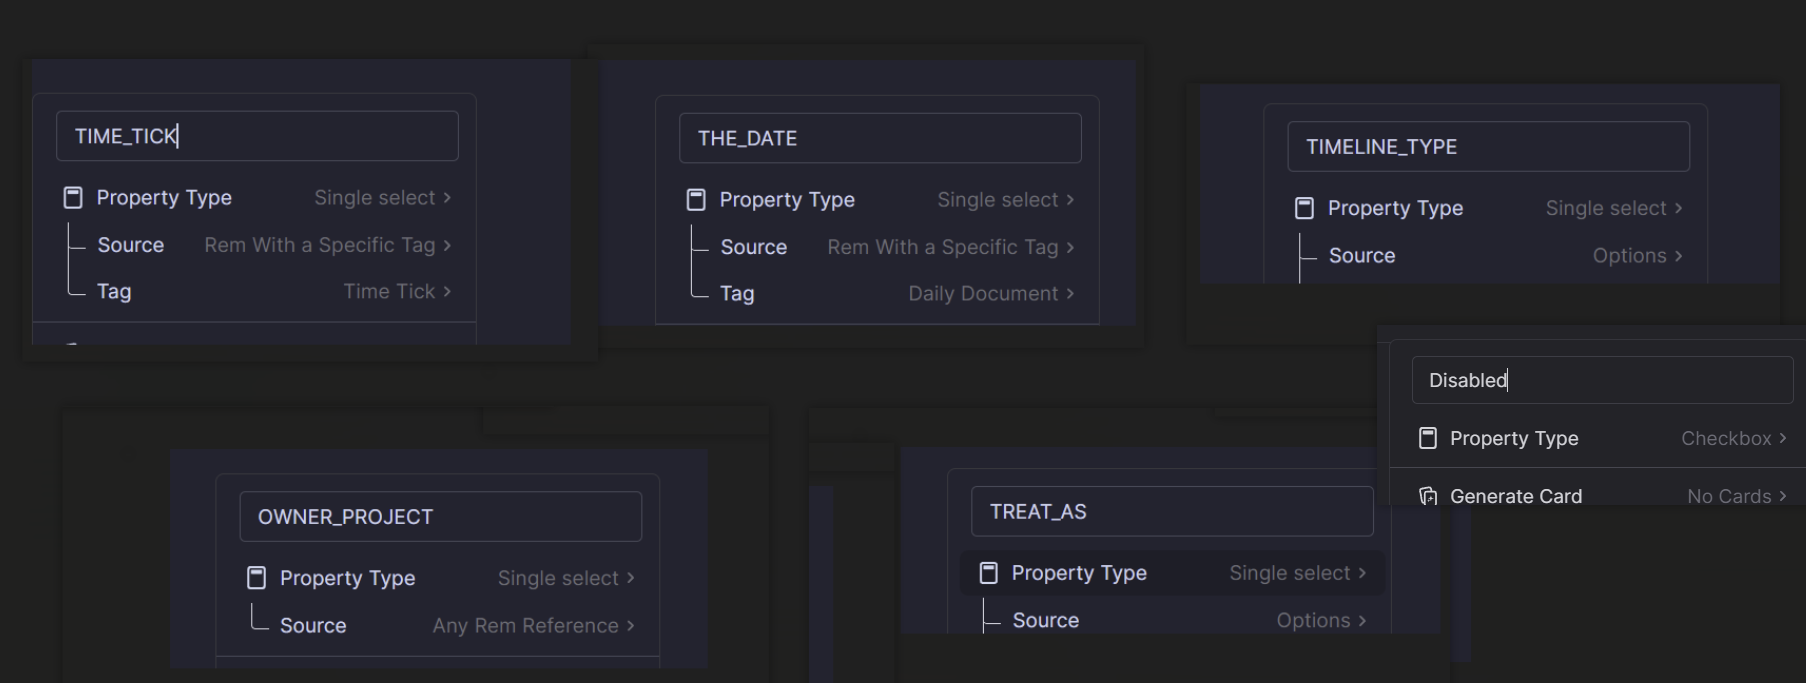 TIME_TICK
Property Type Single select
Source Rem With a Specific Tag
Tag Time Tick
THE_DATE
Property Type Single select
Source Rem With a Specific Tag
Tag Daily Document
TIMELINE_TYPE
Property Type Single select
Source Options
Disabled
Property Type Checkbox
Generate Card No Cards
OWNER_PROJECT
Property Type Single select
Source Any Rem Reference
TREAT_AS
Property Type Single select
Source Options